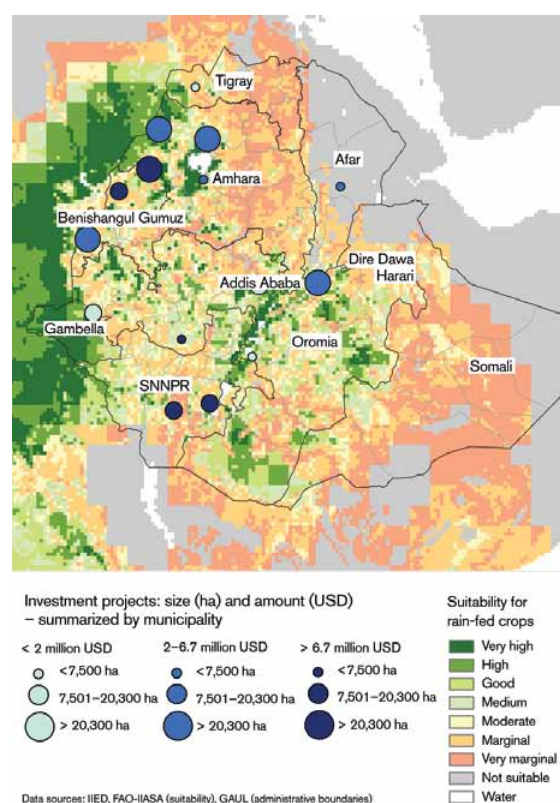 Tigray
Afar
Amhara
Benishangul Gumuz
Dire Dawa
Harari
Addis Ababa
Gambella
Oromia
Somali
SNNPR
Investment projects: size (ha) and amount (USD)
– summarized by municipality
< 2 million USD
<7,500 ha
7,501–20,300 ha
> 20,300 ha
2–6.7 million USD
<7,500 ha
7,501–20,300 ha
> 20,300 ha
> 6.7 million USD
<7,500 ha
7,501–20,300 ha
> 20,300 ha
Suitability for
rain-fed crops
Very high
High
Good
Medium
Moderate
Marginal
Very marginal
Not suitable
Water
Data sources: IIED, FAO-IIASA (suitability), GAUL (administrative boundaries)